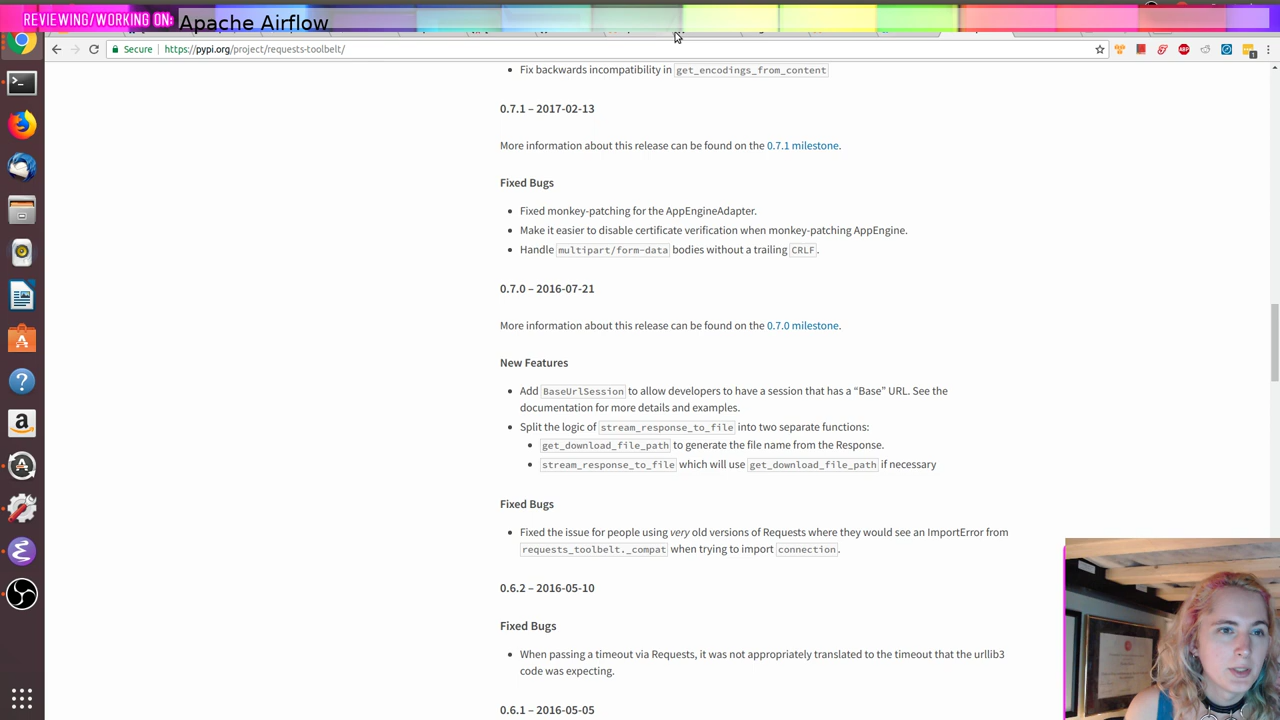 REVIEWING/WORKING ON: Apache Airflow
Secure https://pypi.org/project/requests-toolbelt/
Fix backwards incompatibility in get_encodings_from_content
0.7.1 – 2017-02-13
More information about this release can be found on the 0.7.1 milestone.
Fixed Bugs
Fixed monkey-patching for the AppEngineAdapter.
Make it easier to disable certificate verification when monkey-patching AppEngine.
Handle multipart/form-data bodies without a trailing CRLF.
0.7.0 – 2016-07-21
More information about this release can be found on the 0.7.0 milestone.
New Features
Add BaseUrlSession to allow developers to have a session that has a “Base” URL. See the
documentation for more details and examples.
Split the logic of stream_response_to_file into two separate functions:
get_download_file_path to generate the file name from the Response.
stream_response_to_file which will use get_download_file_path if necessary
Fixed Bugs
Fixed the issue for people using very old versions of Requests where they would see an ImportError from
requests_toolbelt._compat when trying to import connection.
0.6.2 – 2016-05-10
Fixed Bugs
When passing a timeout via Requests, it was not appropriately translated to the timeout that the urllib3
code was expecting.
0.6.1 – 2016-05-05